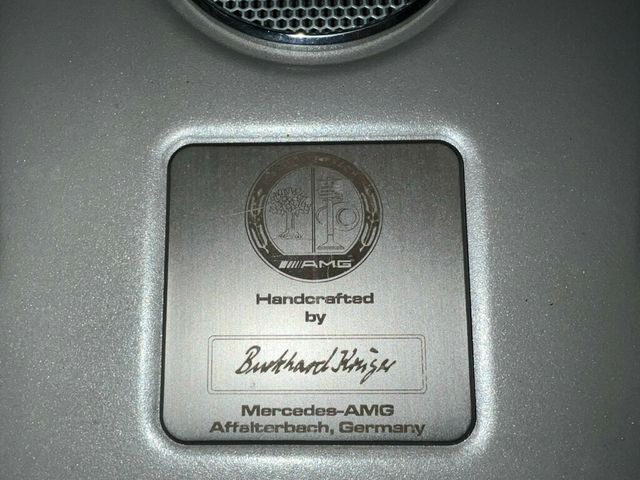 AMG
Handcrafted
by
Burkhard Krüger
Mercedes-AMG
Affalterbach, Germany